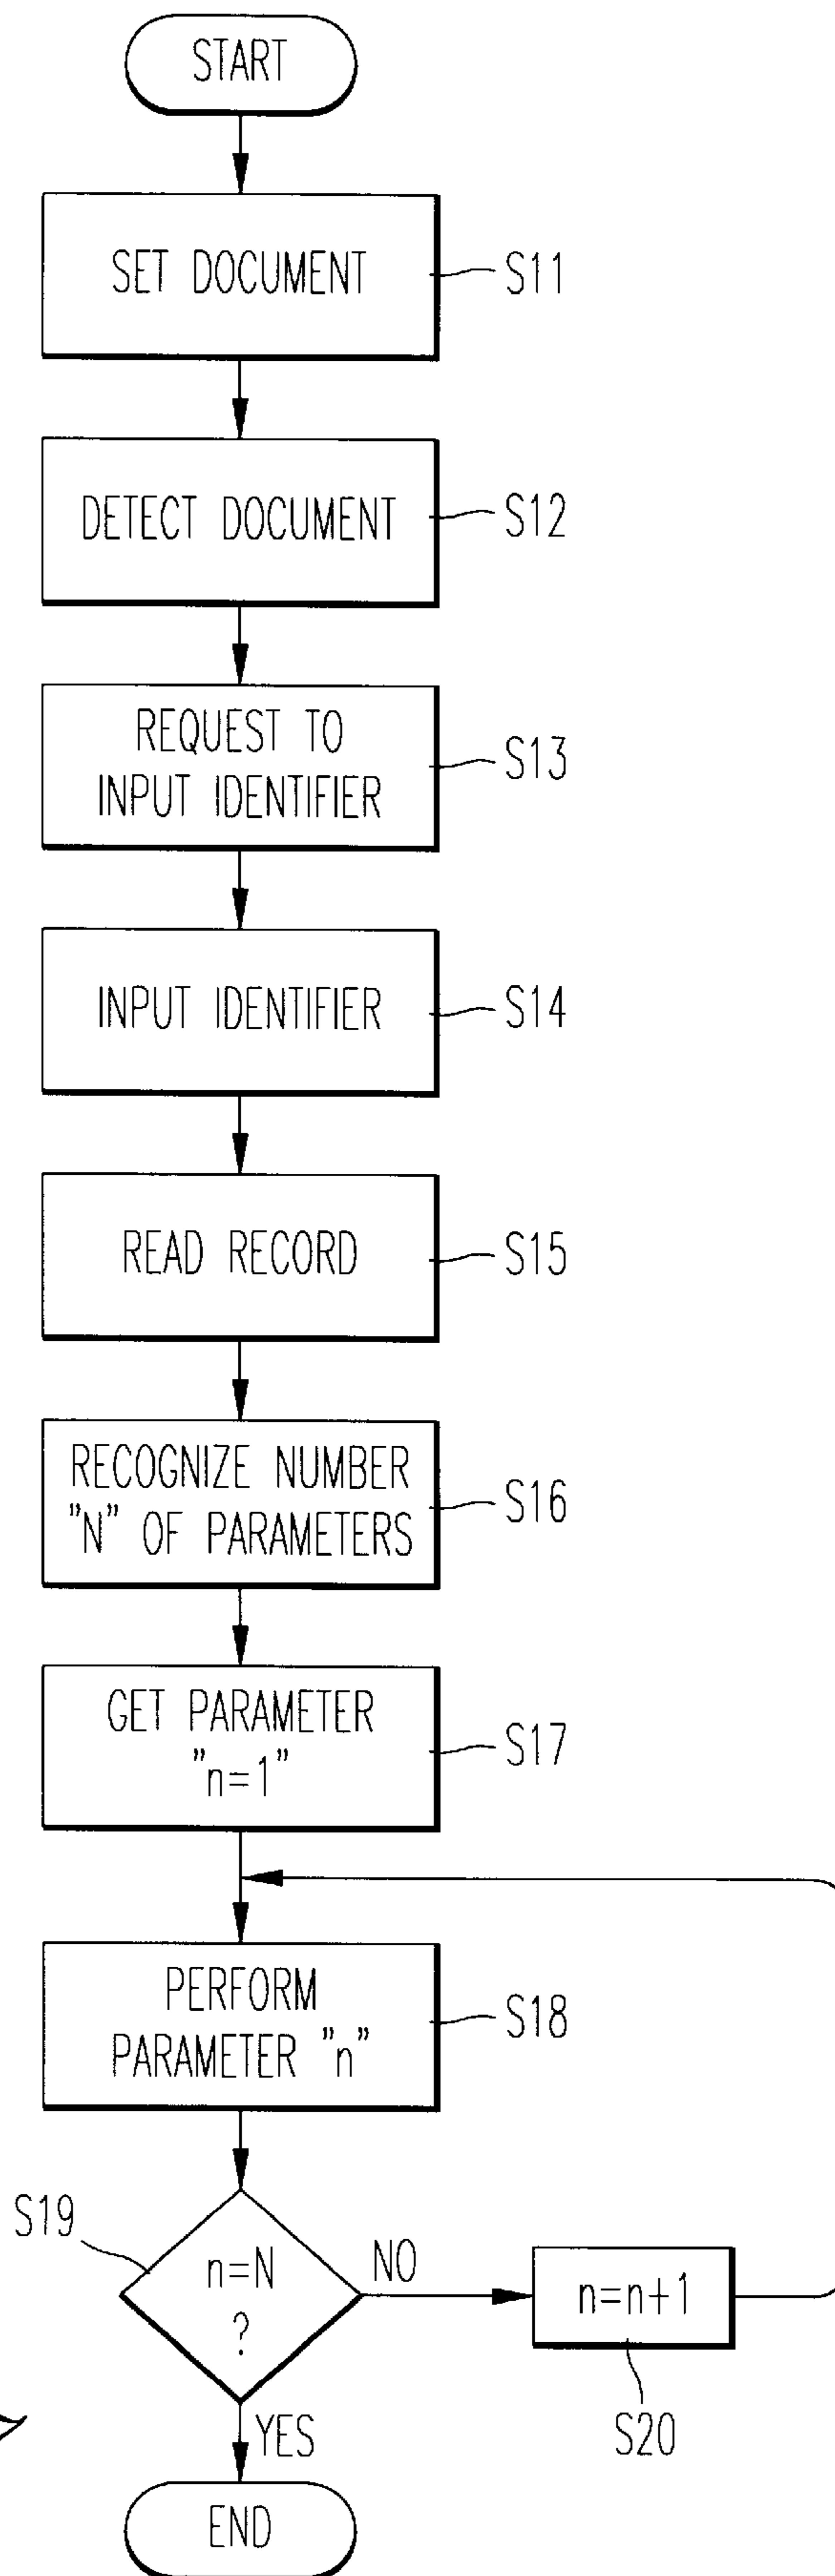 START
SET DOCUMENT
S11
DETECT DOCUMENT
S12
REQUEST TO
INPUT IDENTIFIER
S13
INPUT IDENTIFIER
S14
READ RECORD
S15
RECOGNIZE NUMBER
"N" OF PARAMETERS
S16
GET PARAMETER
"n=1"
S17
PERFORM
PARAMETER "n"
S18
S19
n=N
?
NO
n=n+1
S20
YES
END